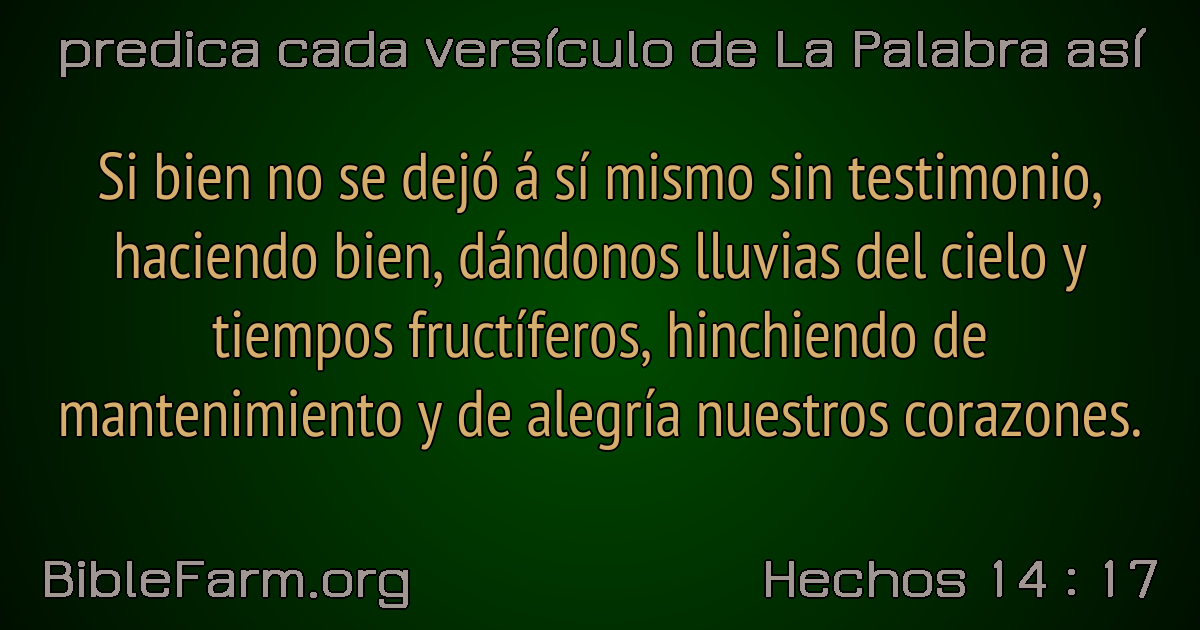 predica cada versículo de La Palabra así
Si bien no se dejó á sí mismo sin testimonio,
haciendo bien, dándonos lluvias del cielo y
tiempos fructíferos, hinchiendo de
mantenimiento y de alegría nuestros corazones.
BibleFarm.org
Hechos 14 : 17